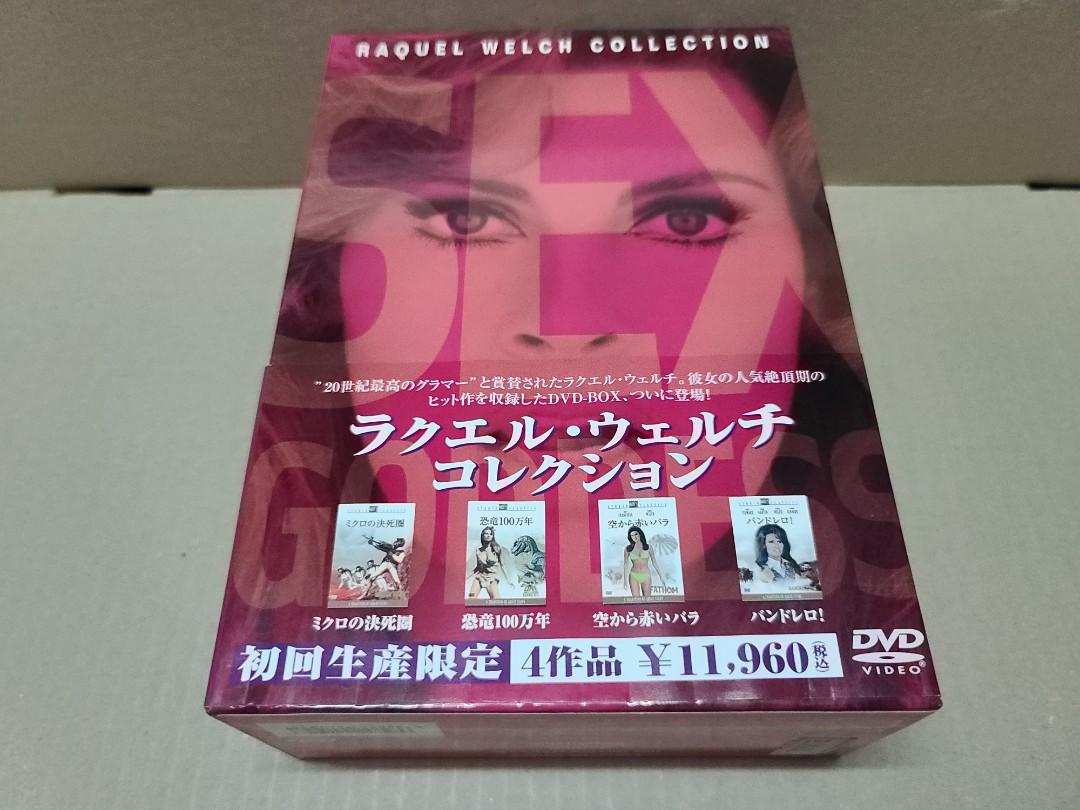 RAQUEL WELCH COLLECTION
SEX
GODDESS
"20世紀最高のグラマー"と賞賛されたラクエル・ウェルチ。彼女の人気絶頂期の
ヒット作を収録したDVD-BOX、ついに登場!
ラクエル・ウェルチ
コレクション
ミクロの決死圏
恐竜100万年
空から赤いバラ
FATHOM
バンドレロ!
ミクロの決死圏
恐竜100万年
空から赤いバラ
バンドレロ!
初回生産限定 4作品 ¥11,960(税込)
DVD
VIDEO